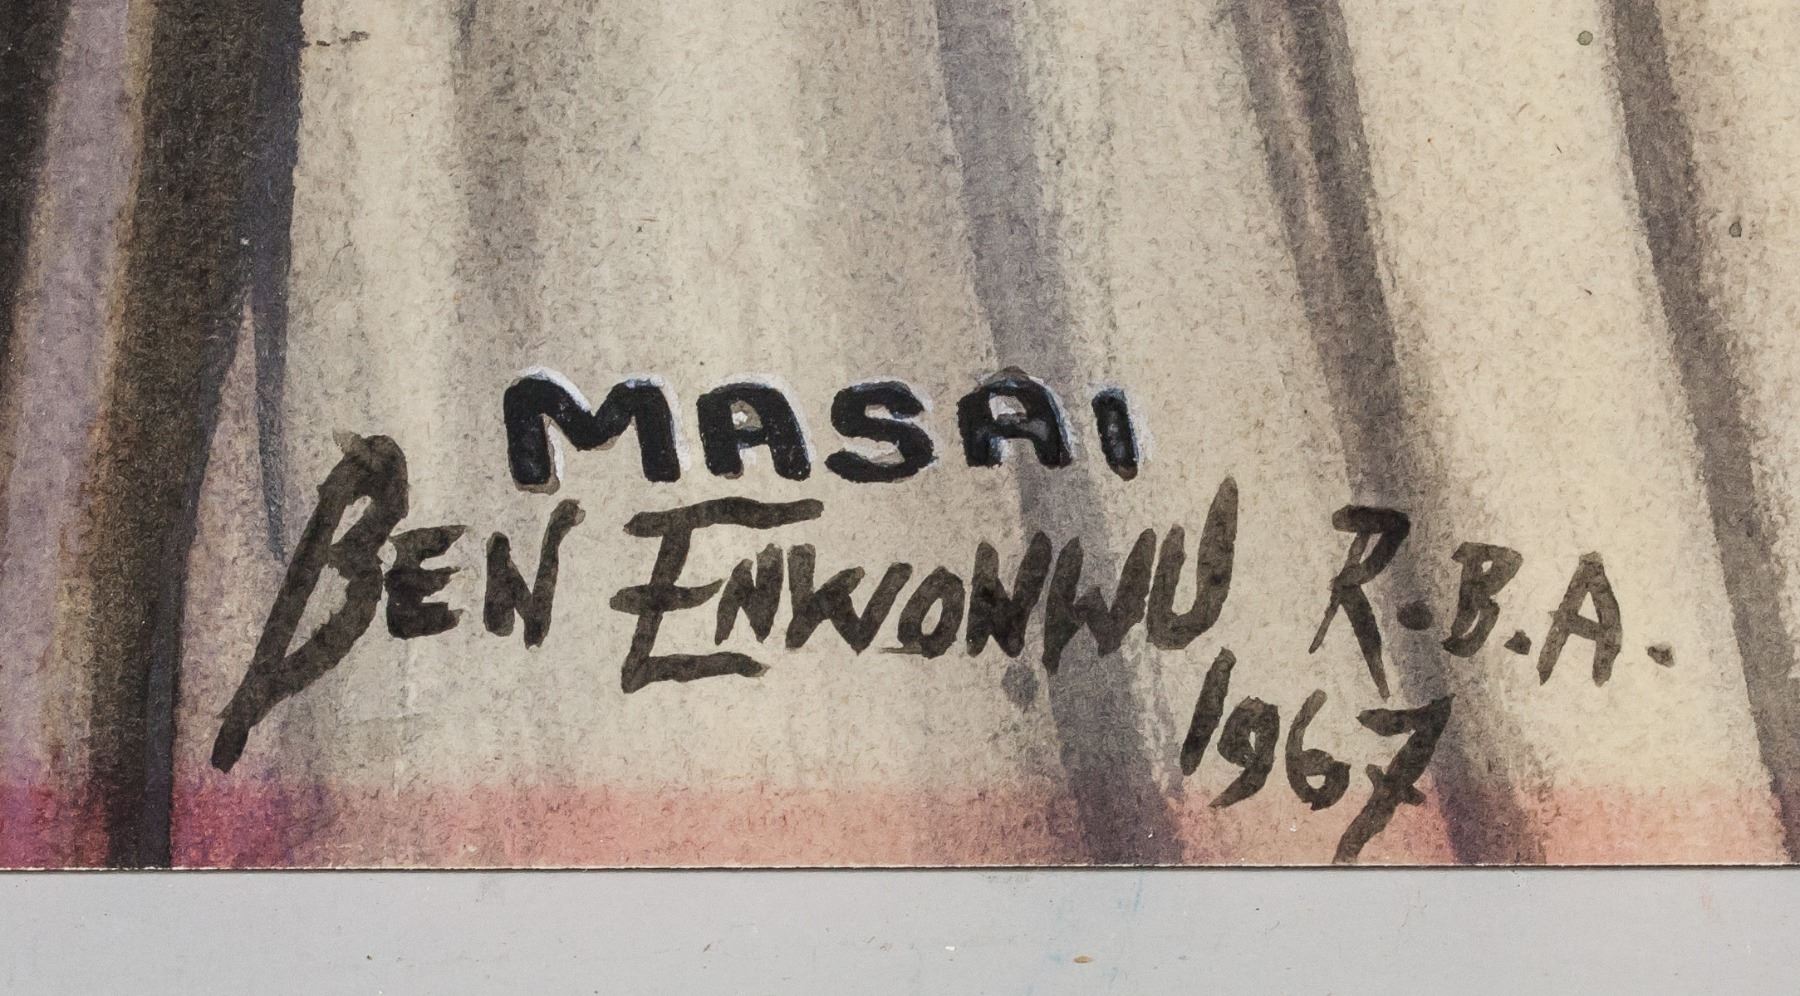 MASAI
BEN ENWONWU R.B.A.
1967